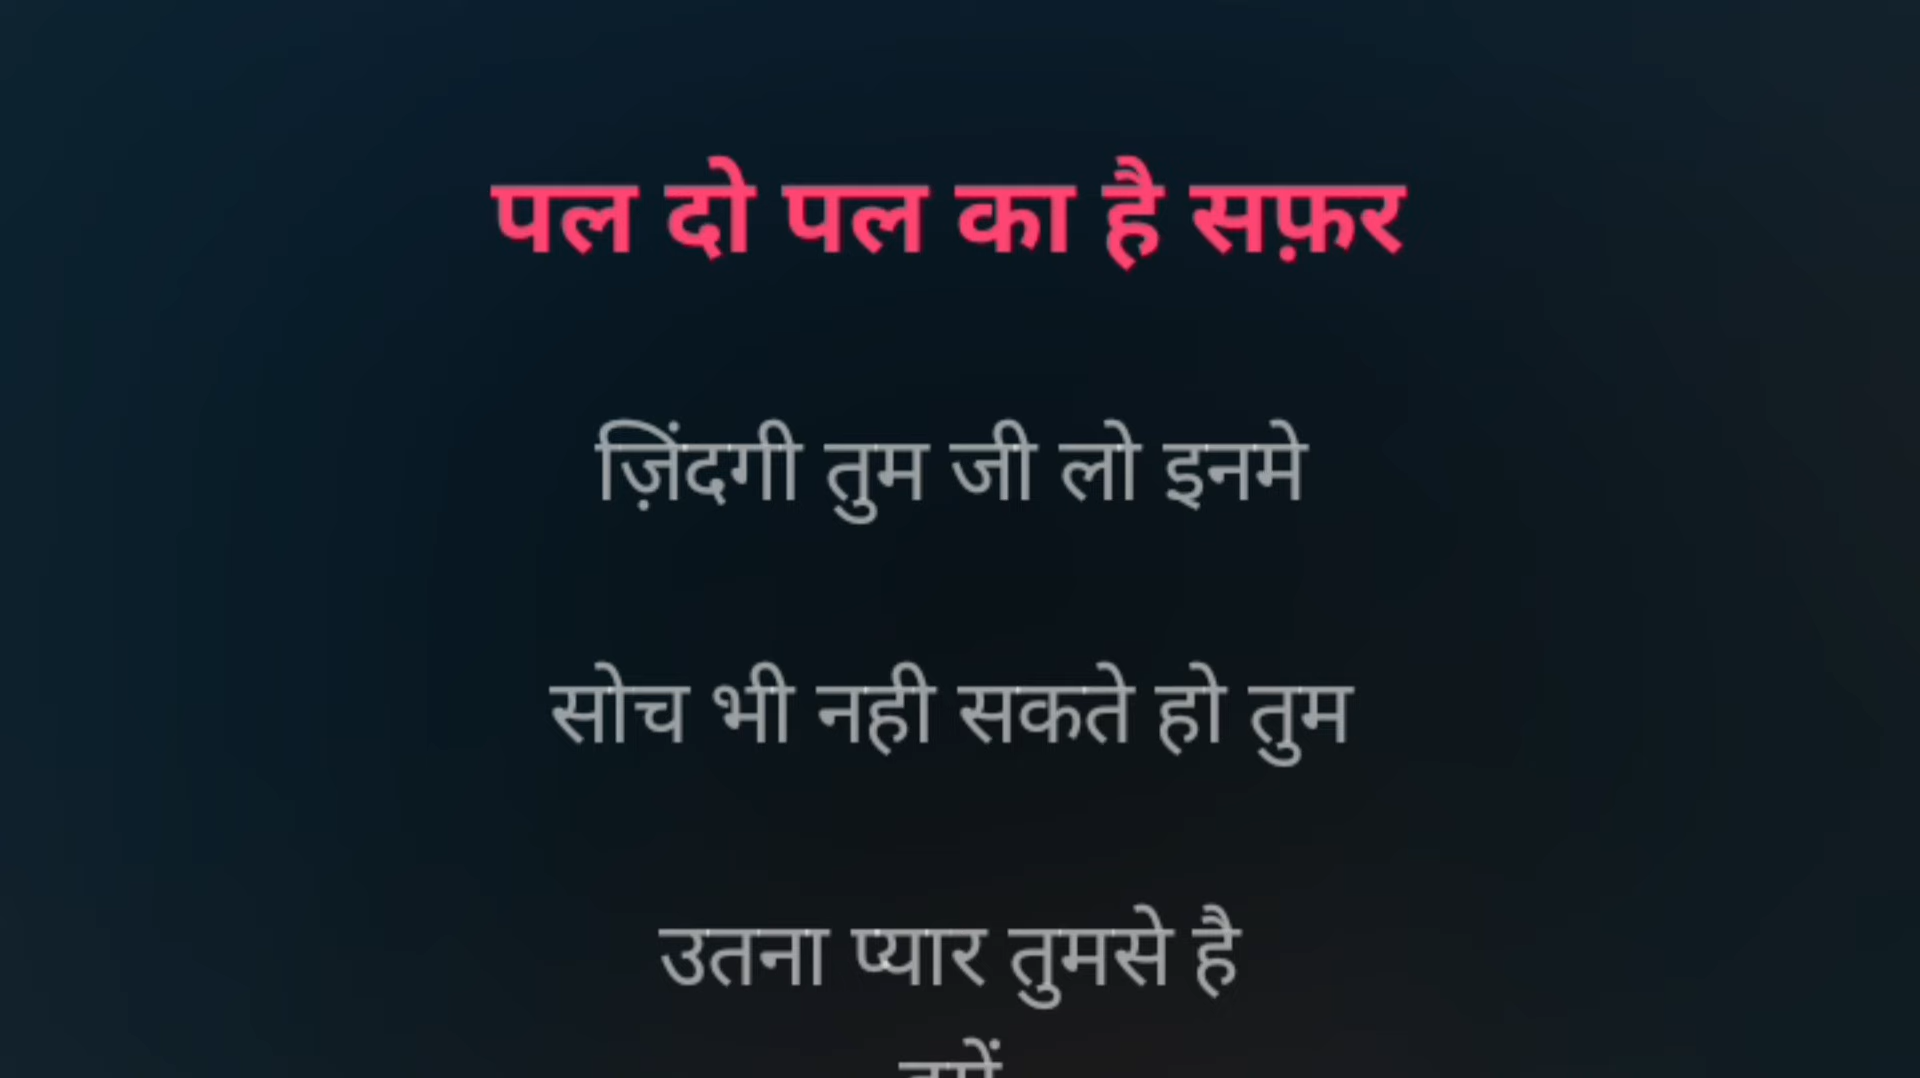 पल दो पल का है सफ़र
ज़िंदगी तुम जी लो इनमे
सोच भी नही सकते हो तुम
उतना प्यार तुमसे है